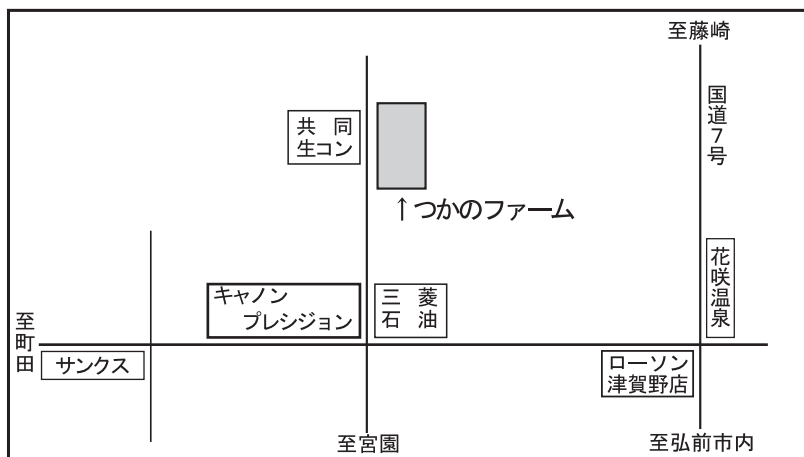 至藤崎
国道7号
共同
生コン
↑つかのファーム
花咲温泉
キャノン
プレシジョン
三菱
石油
至町田
サンクス
ローソン
津賀野店
至宮園
至弘前市内